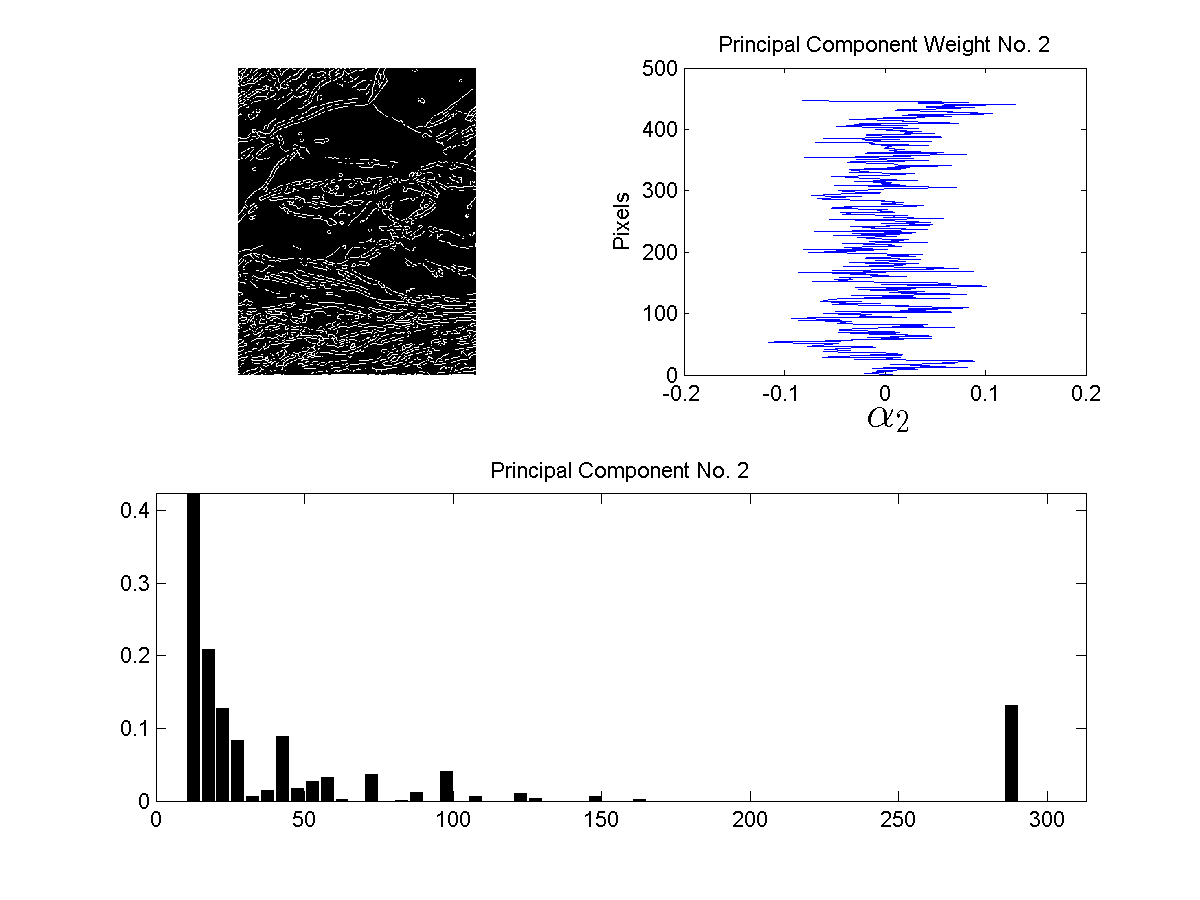 Principal Component Weight No. 2
500
400
300
200
100
0
Pixels
-0.2 -0.1 0 0.1 0.2
α2
Principal Component No. 2
0.4
0.3
0.2
0.1
0
0 50 100 150 200 250 300